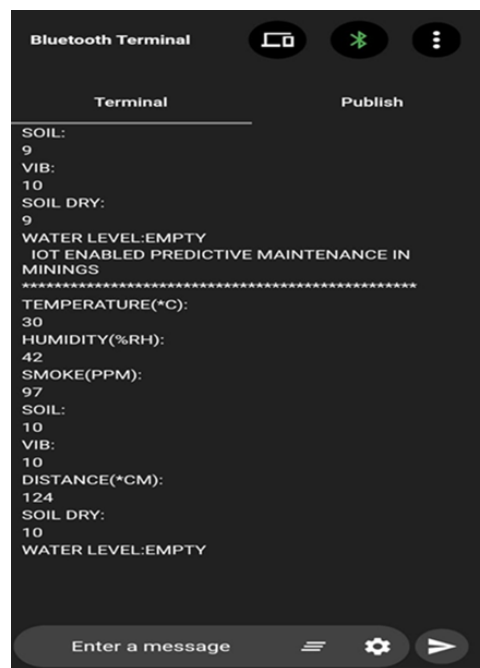 Bluetooth Terminal
Terminal Publish
SOIL:
9
VIB:
10
SOIL DRY:
9
WATER LEVEL:EMPTY
IOT ENABLED PREDICTIVE MAINTENANCE IN
MININGS
**************************************************
TEMPERATURE(*C):
30
HUMIDITY(%RH):
42
SMOKE(PPM):
97
SOIL:
10
VIB:
10
DISTANCE(*CM):
124
SOIL DRY:
10
WATER LEVEL:EMPTY
Enter a message